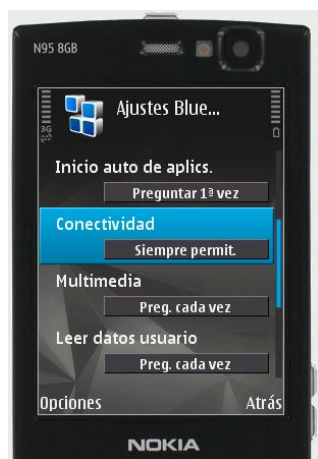 N95 8GB
3G
Ajustes Blue...
Inicio auto de aplics.
Preguntar 1ª vez
Conectividad
Siempre permit.
Multimedia
Preg. cada vez
Leer datos usuario
Preg. cada vez
Opciones Atrás
NOKIA